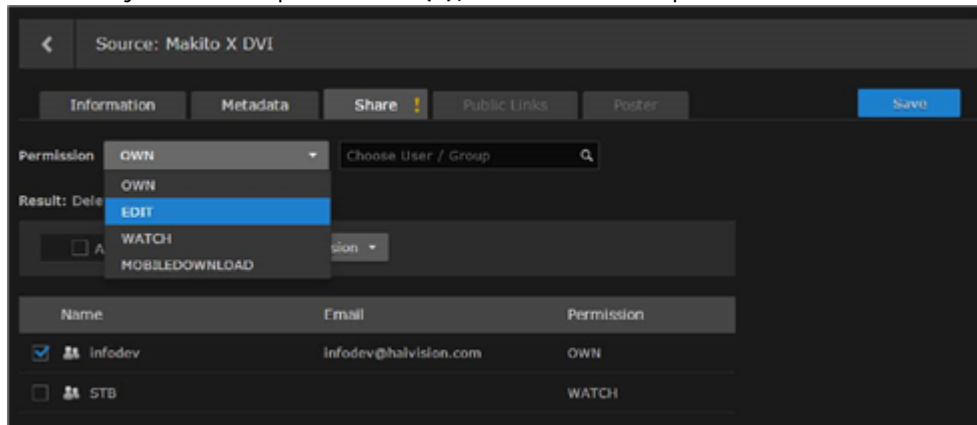 Source: Makito X DVI
Information Metadata Share ! Public Links Poster Save
Permission OWN Choose User / Group
OWN
Result: Dele
EDIT
WATCH
A sion
MOBILEDOWNLOAD
Name Email Permission
infodev infodev@haivision.com OWN
STB WATCH